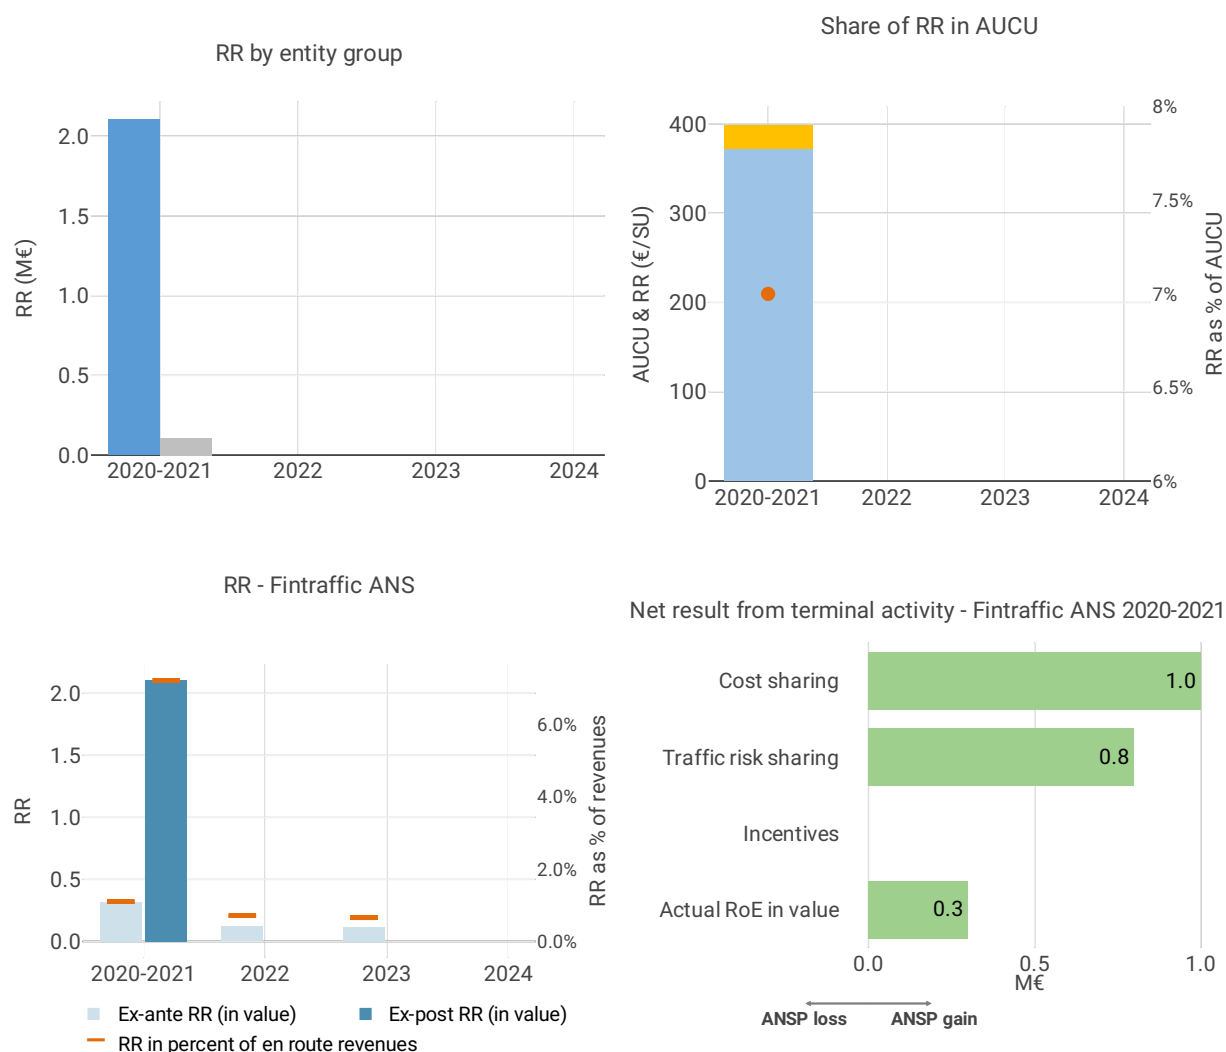 RR by entity group
RR (M€)
2.0
1.5
1.0
0.5
0.0
2020-2021 2022 2023 2024
Share of RR in AUCU
AUCU & RR (€/SU)
400
300
200
100
0
8%
7.5%
7%
6.5%
6%
RR as % of AUCU
2020-2021 2022 2023 2024
RR - Fintraffic ANS
RR
2.0
1.5
1.0
0.5
0.0
6.0%
4.0%
2.0%
0.0%
RR as % of revenues
2020-2021 2022 2023 2024
Ex-ante RR (in value) Ex-post RR (in value)
RR in percent of en route revenues
Net result from terminal activity - Fintraffic ANS 2020-2021
Cost sharing 1.0
Traffic risk sharing 0.8
Incentives
Actual RoE in value 0.3
0.0 0.5 1.0
M€
ANSP loss ANSP gain